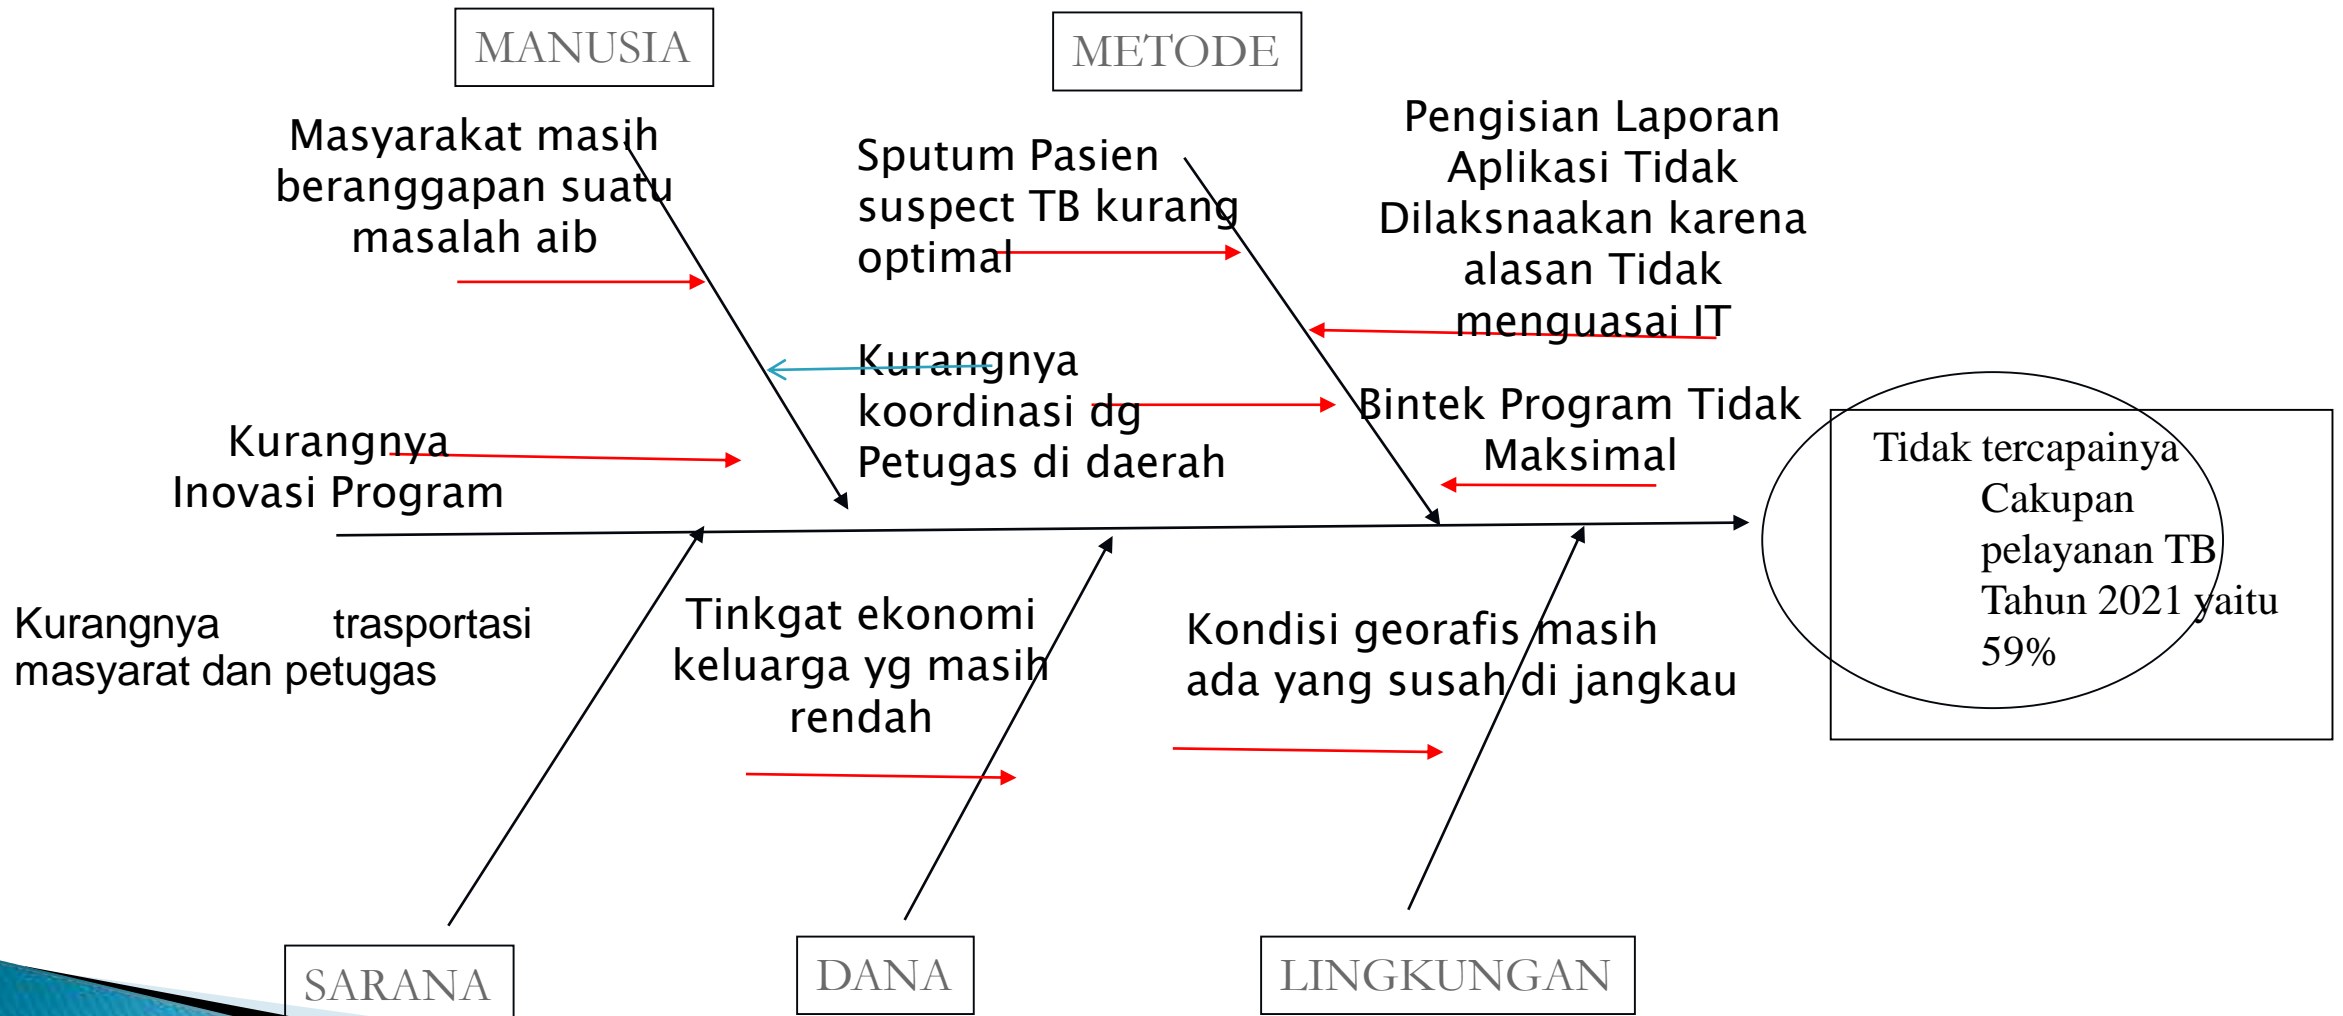 MANUSIA
METODE
Masyarakat masih
beranggapan suatu
masalah aib
Sputum Pasien
suspect TB kurang
optimal
Pengisian Laporan
Aplikasi Tidak
Dilaksnaakan karena
alasan Tidak
menguasai IT
Kurangnya
koordinasi dg
Petugas di daerah
Bintek Program Tidak
Maksimal
Kurangnya
Inovasi Program
Tidak tercapainya
Cakupan
pelayanan TB
Tahun 2021 yaitu
59%
Kurangnya trasportasi
masyarat dan petugas
Tinkgat ekonomi
keluarga yg masih
rendah
Kondisi georafis masih
ada yang susah di jangkau
SARANA
DANA
LINGKUNGAN